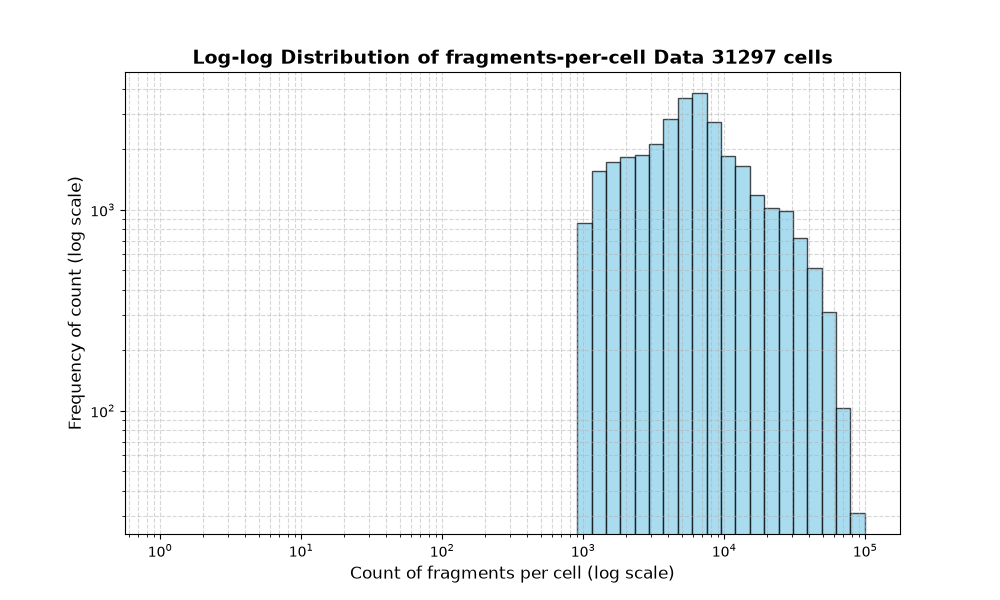 Log-log Distribution of fragments-per-cell Data 31297 cells
Frequency of count (log scale)
10³
10²
10⁰ 10¹ 10² 10³ 10⁴ 10⁵
Count of fragments per cell (log scale)